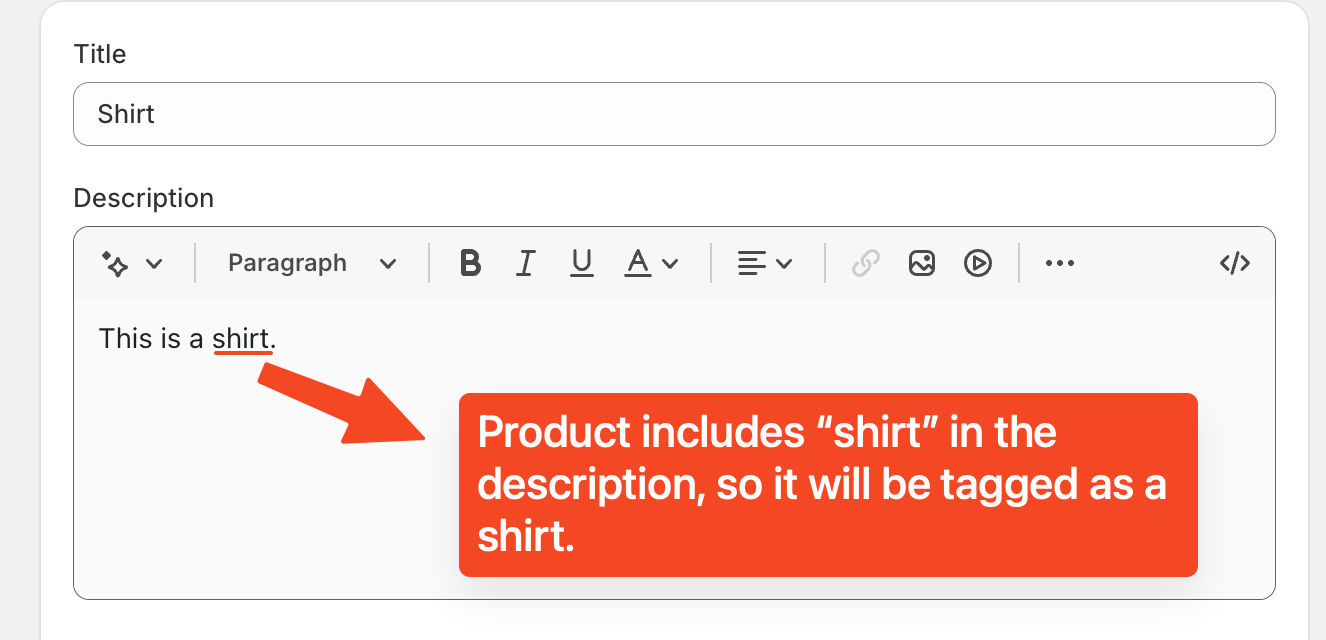 Title
Shirt
Description
Paragraph
B I U A
This is a shirt.
Product includes “shirt” in the
description, so it will be tagged as a
shirt.